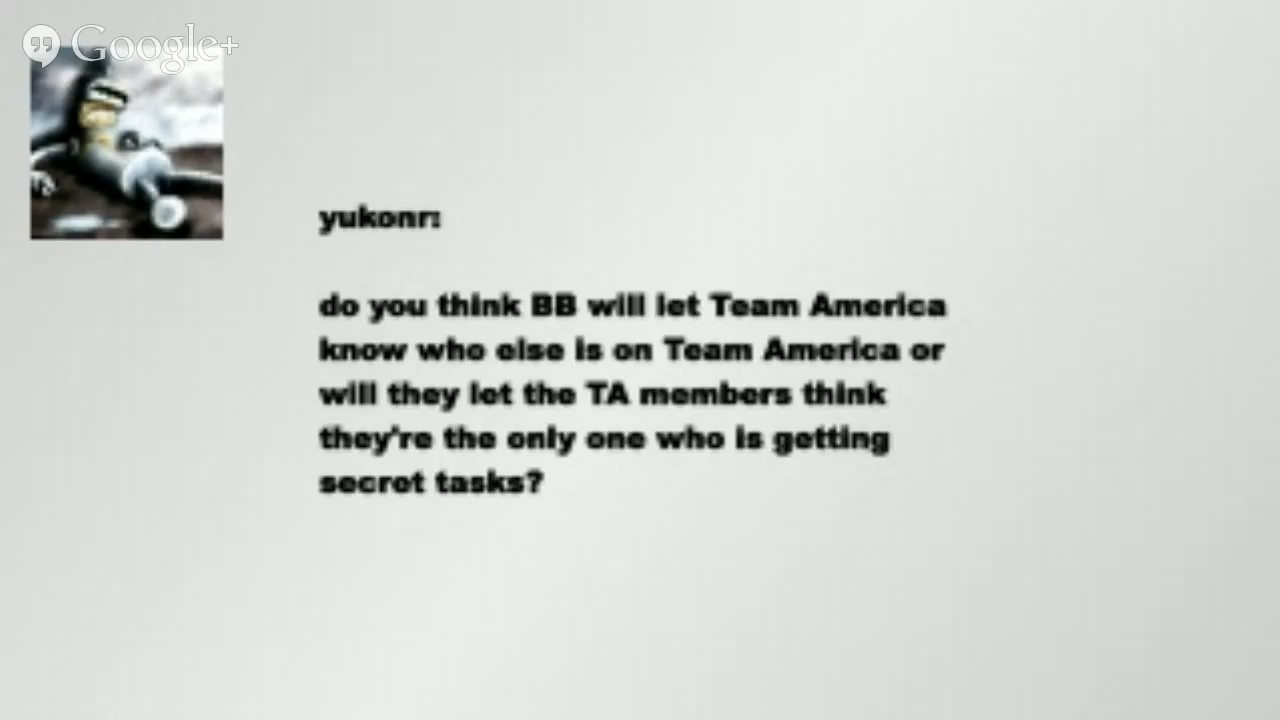 Google+
yukonr:
do you think BB will let Team America
know who else is on Team America or
will they let the TA members think
they're the only one who is getting
secret tasks?